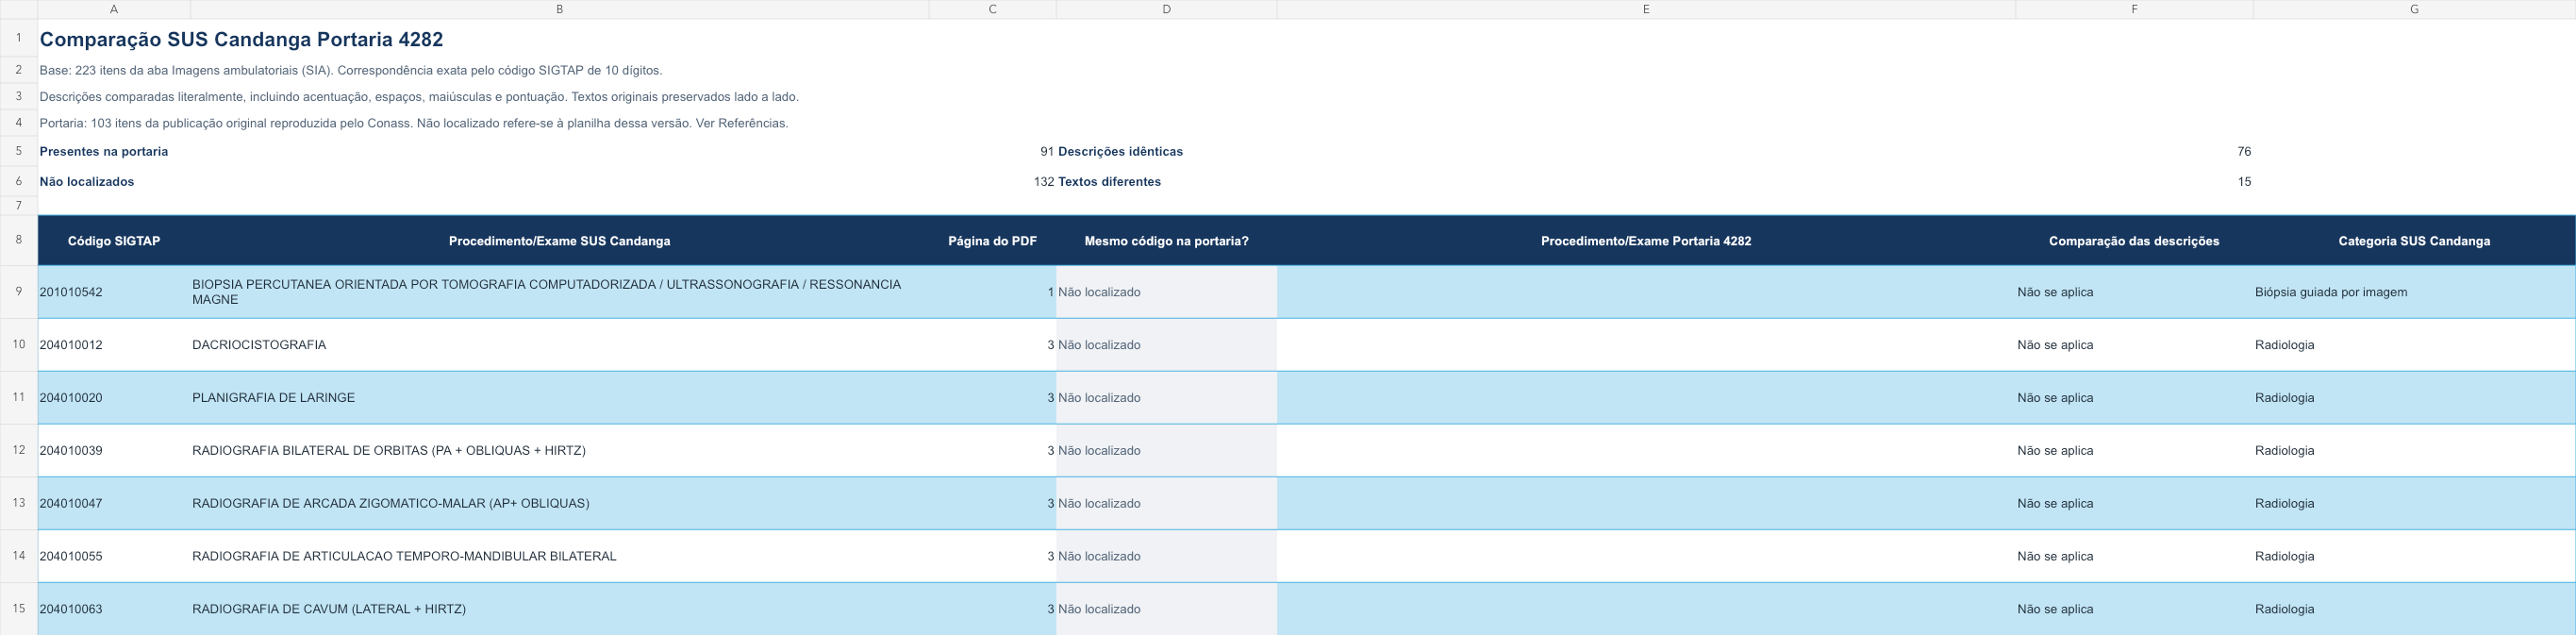 A B C D E F G
1 Comparação SUS Candanga Portaria 4282
2 Base: 223 itens da aba Imagens ambulatoriais (SIA). Correspondência exata pelo código SIGTAP de 10 dígitos.
3 Descrições comparadas literalmente, incluindo acentuação, espaços, maiúsculas e pontuação. Textos originais preservados lado a lado.
4 Portaria: 103 itens da publicação original reproduzida pelo Conass. Não localizado refere-se à planilha dessa versão. Ver Referências.
5 Presentes na portaria 91 Descrições idênticas 76
6 Não localizados 132 Textos diferentes 15
7
8 Código SIGTAP Procedimento/Exame SUS Candanga Página do PDF Mesmo código na portaria? Procedimento/Exame Portaria 4282 Comparação das descrições Categoria SUS Candanga
9 201010542 BIOPSIA PERCUTANEA ORIENTADA POR TOMOGRAFIA COMPUTADORIZADA / ULTRASSONOGRAFIA / RESSONANCIA
MAGNE 1 Não localizado Não se aplica Biópsia guiada por imagem
10 204010012 DACRIOCISTOGRAFIA 3 Não localizado Não se aplica Radiologia
11 204010020 PLANIGRAFIA DE LARINGE 3 Não localizado Não se aplica Radiologia
12 204010039 RADIOGRAFIA BILATERAL DE ORBITAS (PA + OBLIQUAS + HIRTZ) 3 Não localizado Não se aplica Radiologia
13 204010047 RADIOGRAFIA DE ARCADA ZIGOMATICO-MALAR (AP+ OBLIQUAS) 3 Não localizado Não se aplica Radiologia
14 204010055 RADIOGRAFIA DE ARTICULACAO TEMPORO-MANDIBULAR BILATERAL 3 Não localizado Não se aplica Radiologia
15 204010063 RADIOGRAFIA DE CAVUM (LATERAL + HIRTZ) 3 Não localizado Não se aplica Radiologia